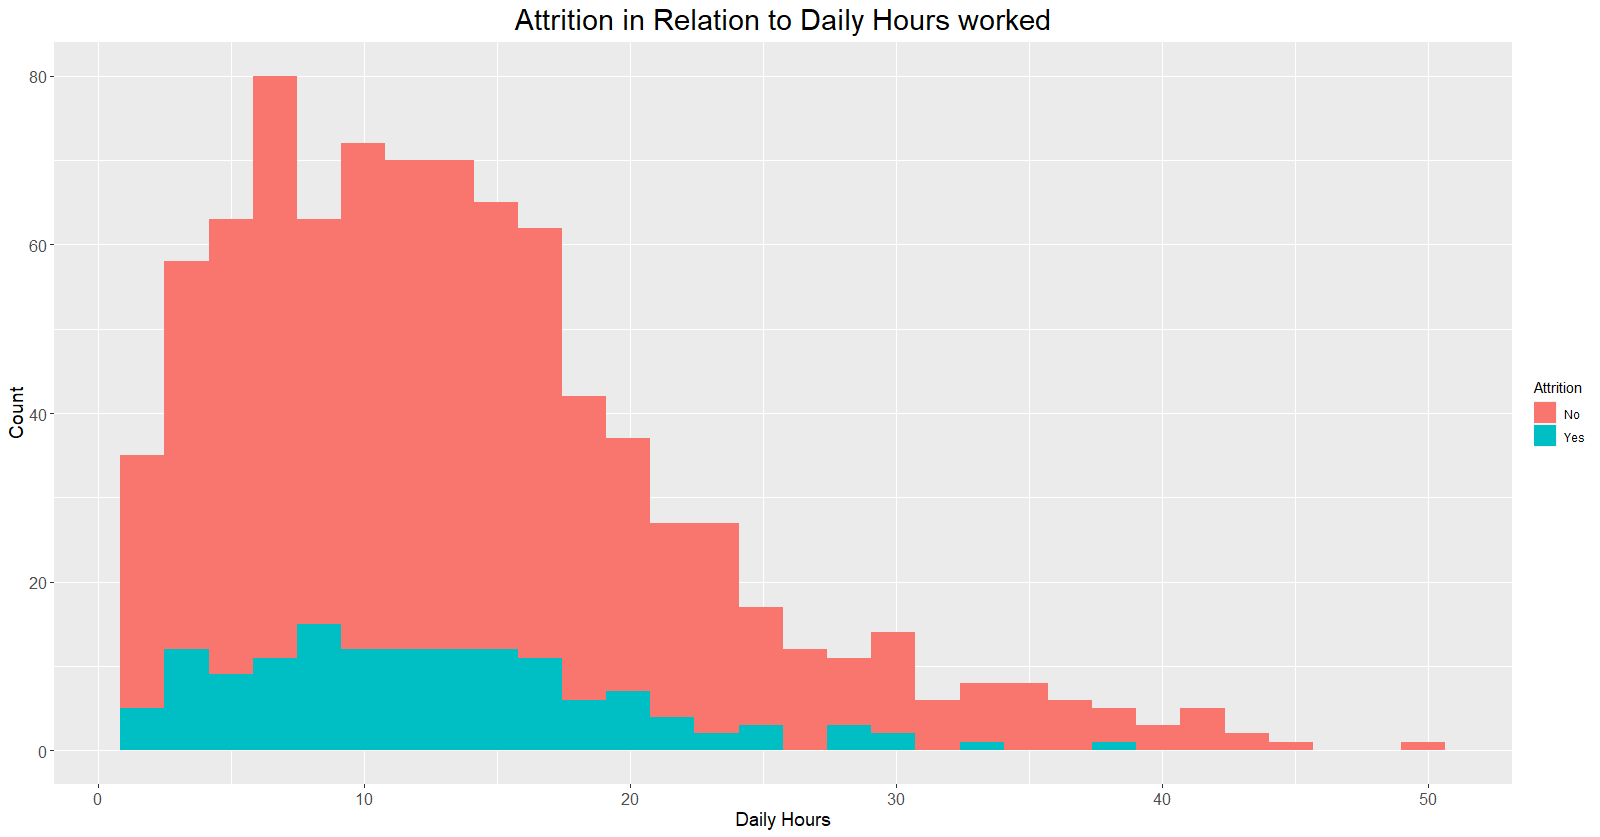 Attrition in Relation to Daily Hours worked
80
60
40
20
0
Count
0 10 20 30 40 50
Daily Hours
Attrition
No
Yes